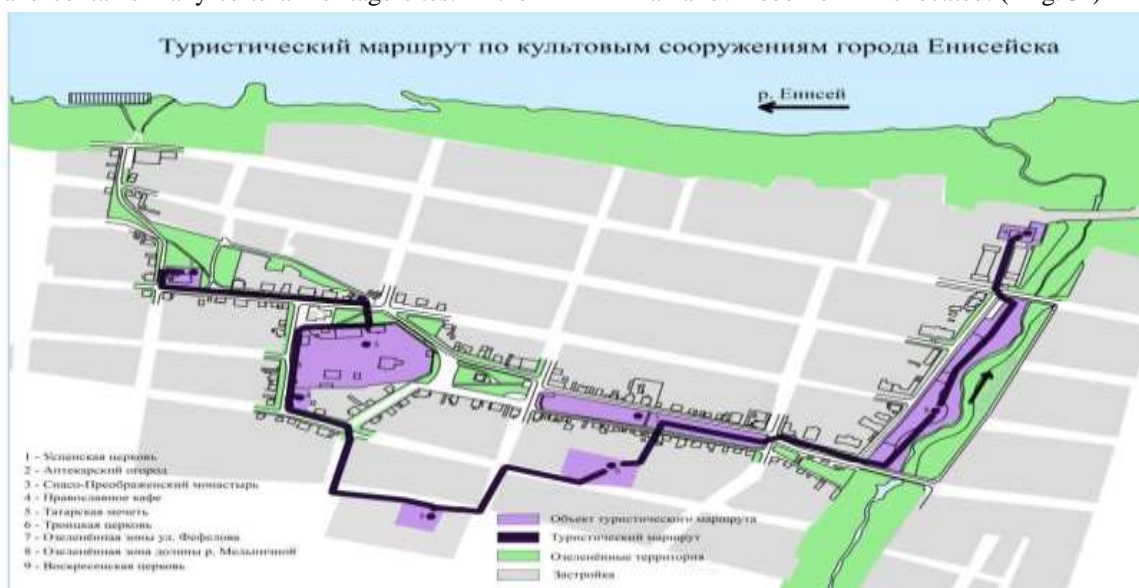 Туристический маршрут по культовым сооружениям города Енисейска
р. Енисей
1 - Успенская церковь
2 - Аптекарский огород
3 - Спасо-Преображенский монастырь
4 - Православное кафе
5 - Татарская мечеть
6 - Троицкая церковь
7 - Озеленённая зоны ул. Фефелова
8 - Озеленённая зона долины р. Мельничной
9 - Воскресенская церковь
Объект туристического маршрута
Туристический маршрут
Озеленённые территории
Застройка